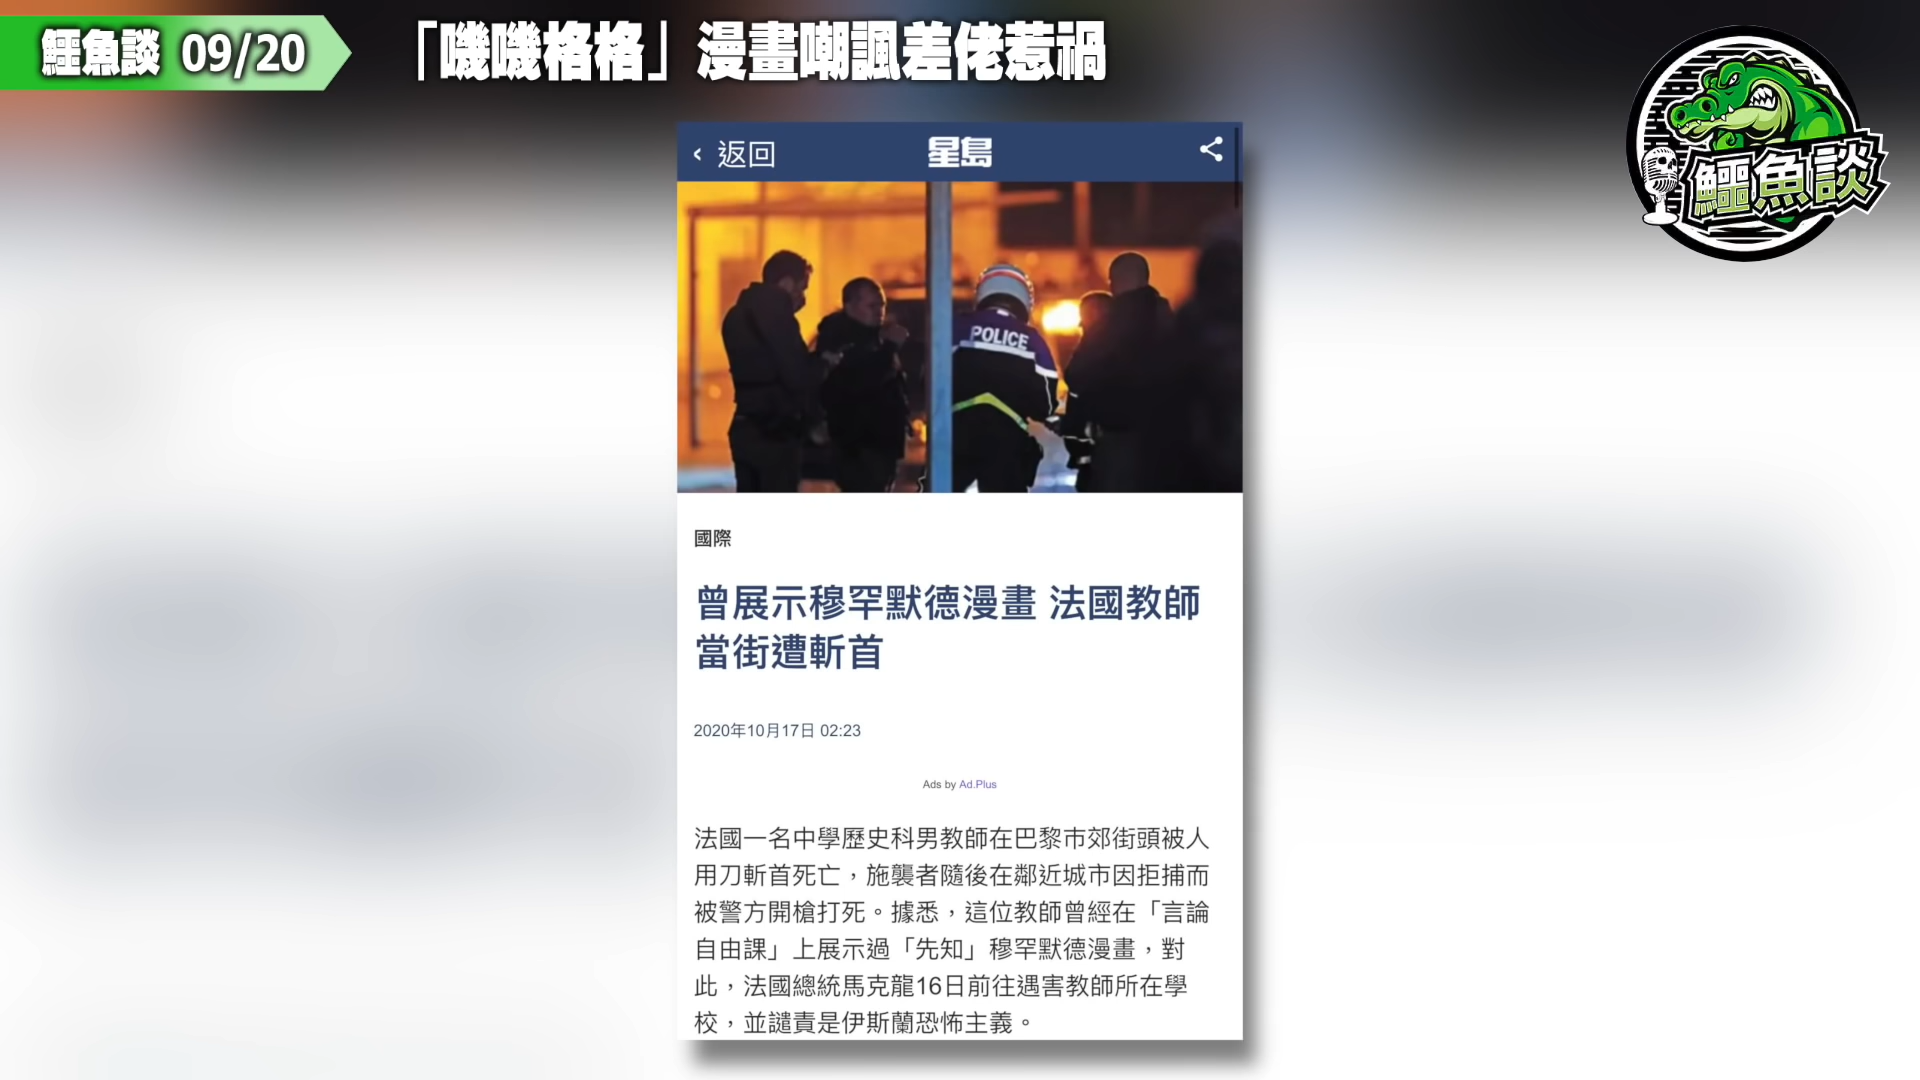 鱷魚談 09/20
「嘰嘰格格」漫畫嘲諷差佬惹禍
鱷魚談
返回
星島
POLICE
國際
曾展示穆罕默德漫畫 法國教師
當街遭斬首
2020年10月17日 02:23
Ads by Ad.Plus
法國一名中學歷史科男教師在巴黎市郊街頭被人
用刀斬首死亡，施襲者隨後在鄰近城市因拒捕而
被警方開槍打死。據悉，這位教師曾經在「言論
自由課」上展示過「先知」穆罕默德漫畫，對
此，法國總統馬克龍16日前往遇害教師所在學
校，並譴責是伊斯蘭恐怖主義。